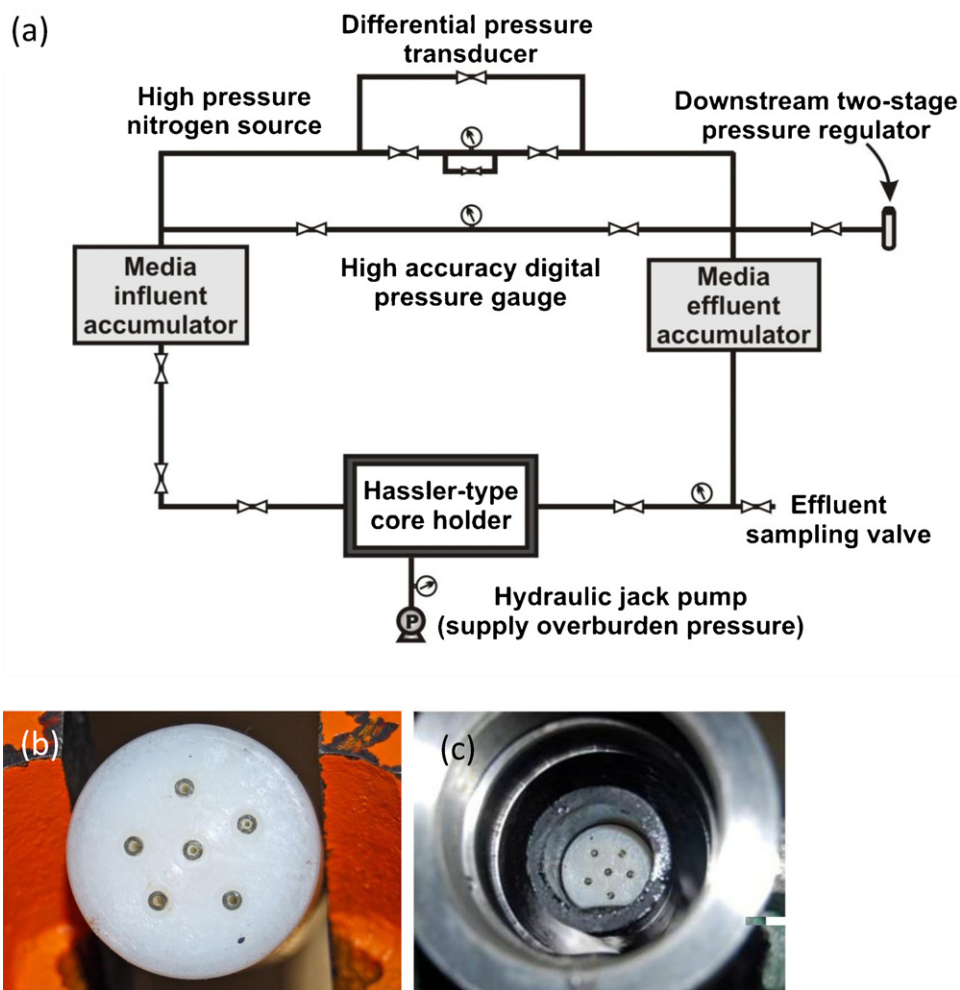 (a)
Differential pressure
transducer
High pressure
nitrogen source
Downstream two-stage
pressure regulator
Media
influent
accumulator
High accuracy digital
pressure gauge
Media
effluent
accumulator
Hassler-type
core holder
Effluent
sampling valve
Hydraulic jack pump
(supply overburden pressure)
P
(b)
(c)